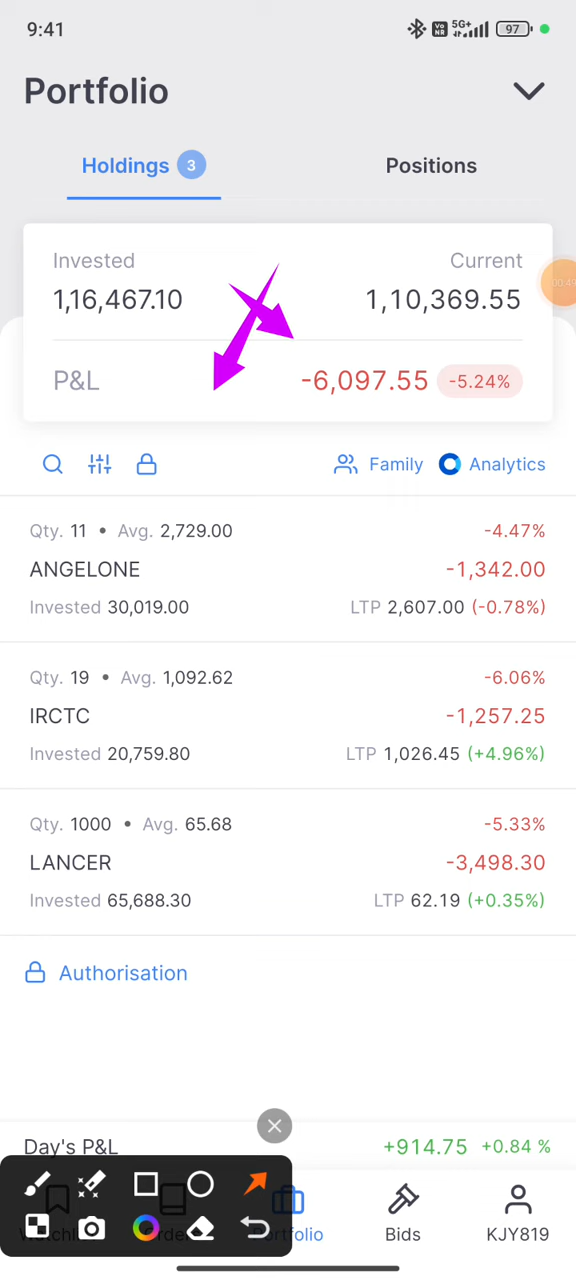 9:41
Vo
NR
5G+
97
Portfolio
Holdings 3
Positions
Invested
Current
1,16,467.10
1,10,369.55
00:49
P&L
-6,097.55 -5.24%
Family
Analytics
Qty. 11 • Avg. 2,729.00
-4.47%
ANGELONE
-1,342.00
Invested 30,019.00
LTP 2,607.00 (-0.78%)
Qty. 19 • Avg. 1,092.62
-6.06%
IRCTC
-1,257.25
Invested 20,759.80
LTP 1,026.45 (+4.96%)
Qty. 1000 • Avg. 65.68
-5.33%
LANCER
-3,498.30
Invested 65,688.30
LTP 62.19 (+0.35%)
Authorisation
Day's P&L
+914.75 +0.84 %
Bids
KJY819